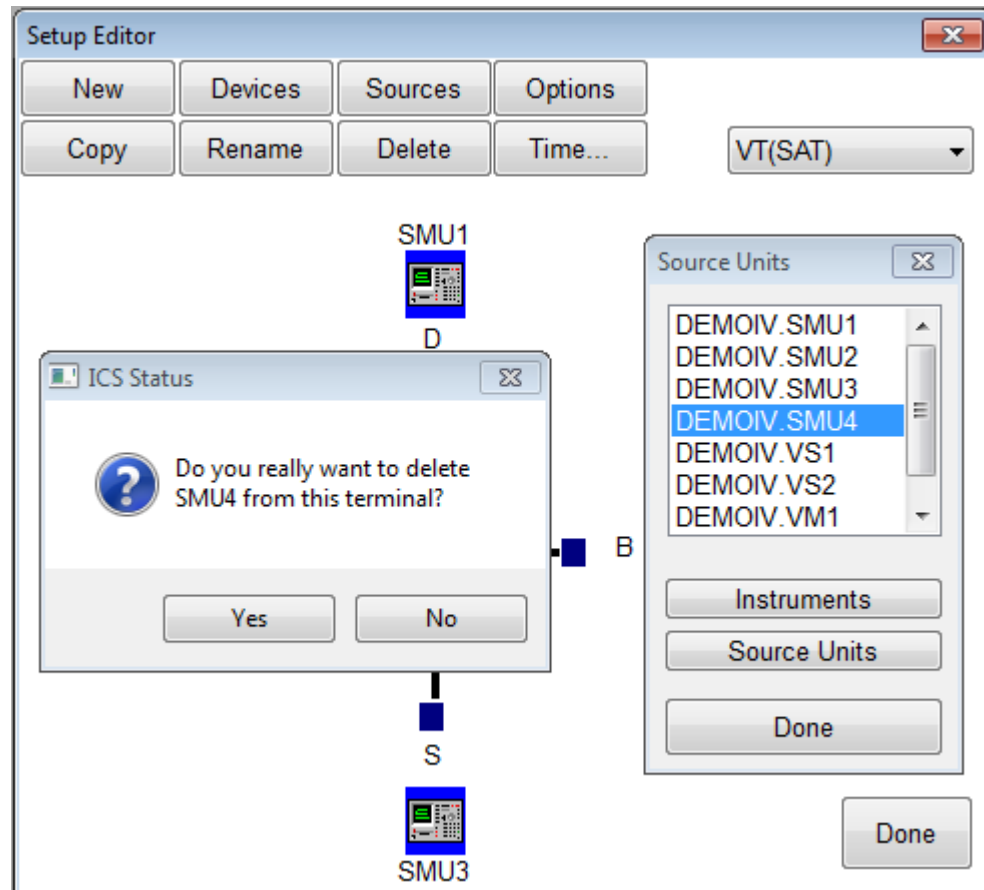 Setup Editor
New Devices Sources Options
Copy Rename Delete Time... VT(SAT)
SMU1
D
ICS Status
Do you really want to delete
SMU4 from this terminal?
Yes No
B
S
SMU3
Source Units
DEMOIV.SMU1
DEMOIV.SMU2
DEMOIV.SMU3
DEMOIV.SMU4
DEMOIV.VS1
DEMOIV.VS2
DEMOIV.VM1
Instruments
Source Units
Done
Done